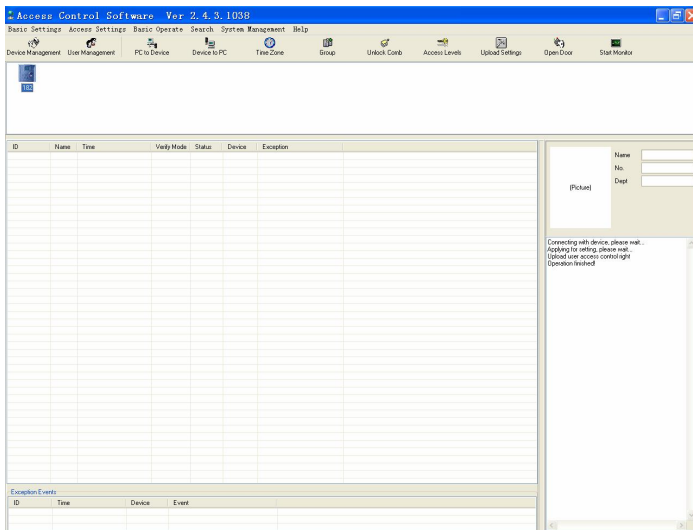 Access Control Software Ver 2.4.3.1038
Basic Settings Access Settings Basic Operate Search System Management Help
Device Management User Management PC to Device Device to PC Time Zone Group Unlock Comb Access Levels Upload Settings Open Door Start Monitor
182
ID Name Time Verify Mode Status Device Exception
Name
No.
Dept
(Picture)
Connecting with device, please wait...
Applying for setting, please wait...
Upload user access control right
Operation finished!
Exception Events
ID Time Device Event